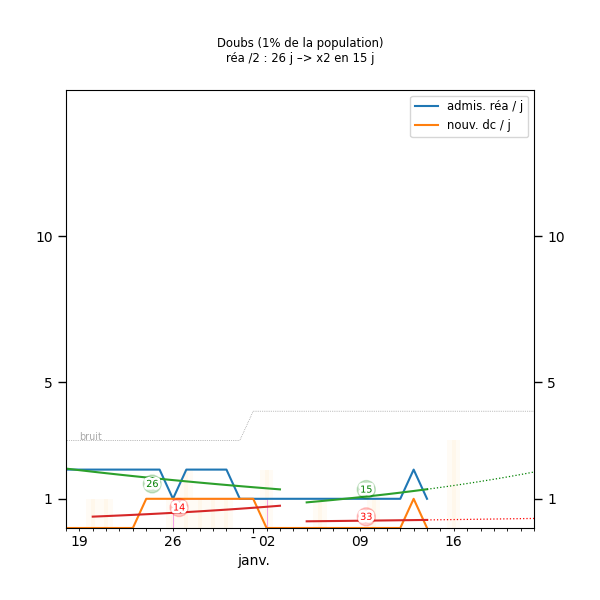 Doubs (1% de la population)
réa /2 : 26 j –> x2 en 15 j
admis. réa / j
nouv. dc / j
10
10
5
5
bruit
26
15
14
33
1
1
19
26
02
09
16
janv.